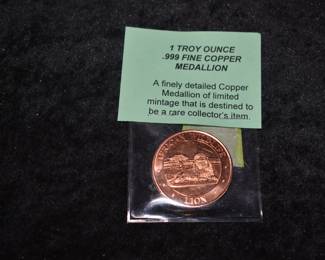 1 TROY OUNCE
.999 FINE COPPER
MEDALLION
A finely detailed Copper
Medallion of limited
mintage that is destined to
be a rare collector's item.
LION